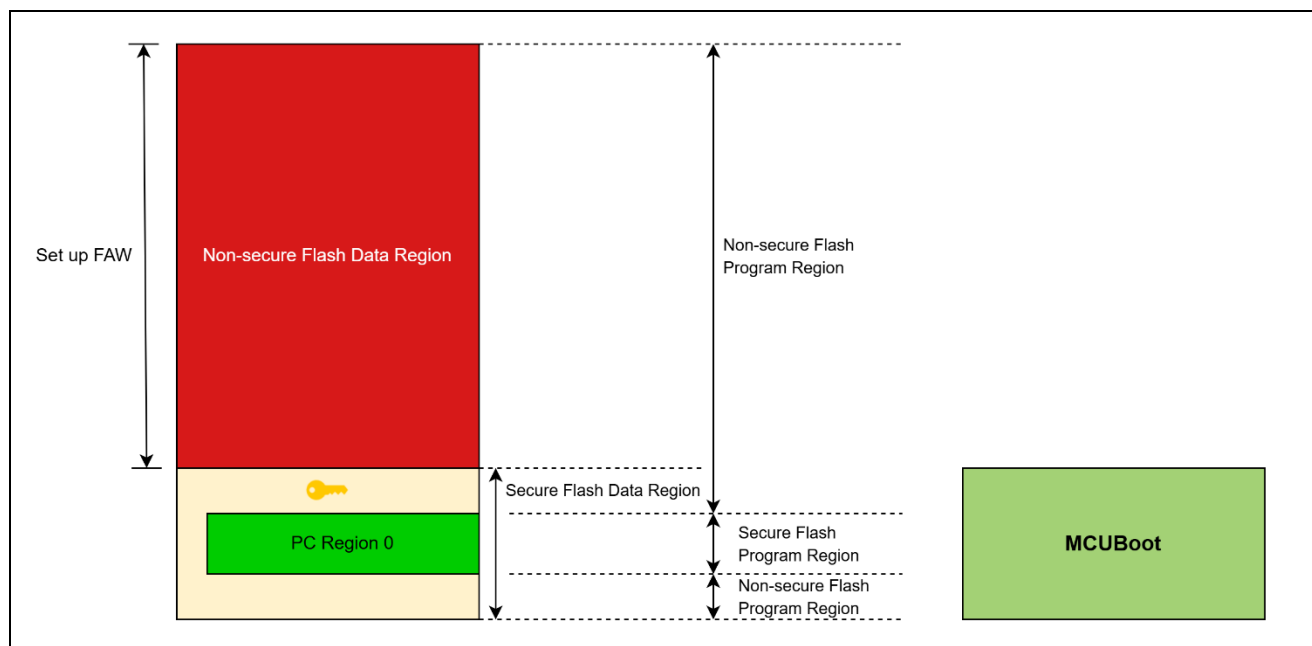 Set up FAW
Non-secure Flash Data Region
Non-secure Flash
Program Region
Secure Flash Data Region
PC Region 0
Secure Flash
Program Region
MCUBoot
Non-secure Flash
Program Region